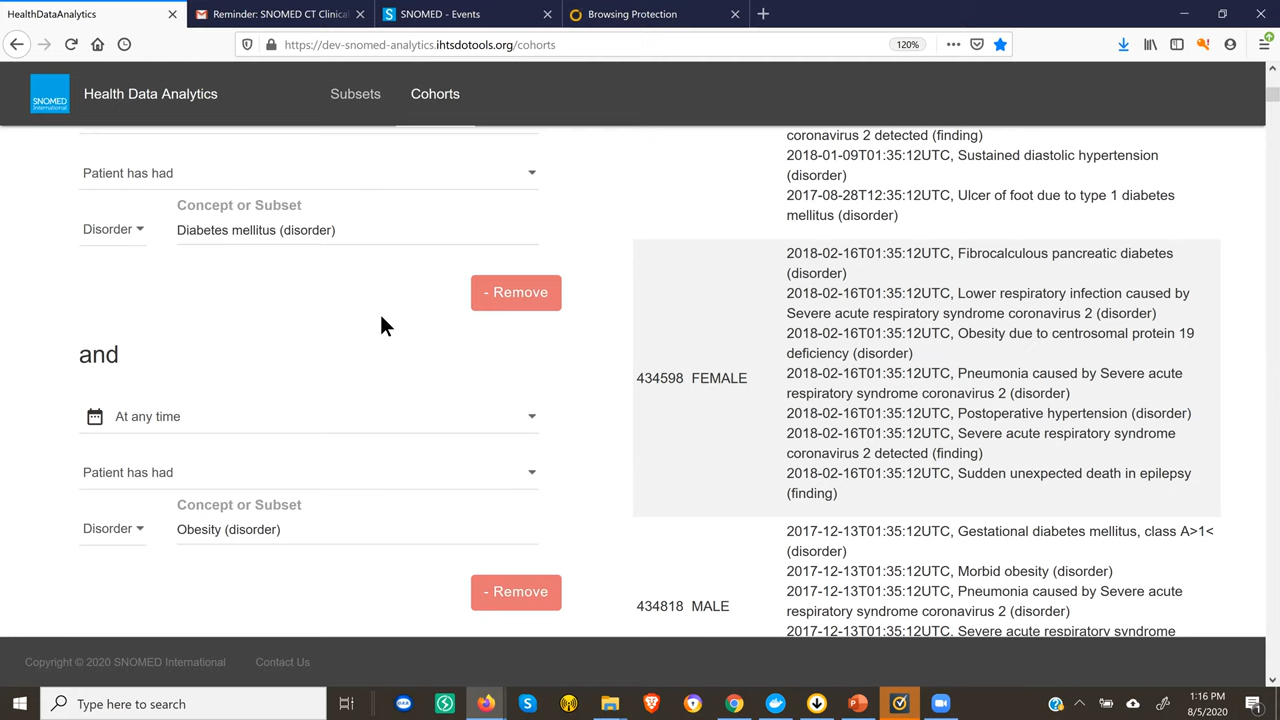 HealthDataAnalytics
Reminder: SNOMED CT Clinical
SNOMED - Events
Browsing Protection
https://dev-snomed-analytics.ihtsdotools.org/cohorts
120%
SNOMED
International
Health Data Analytics
Subsets
Cohorts
Patient has had
Concept or Subset
Disorder
Diabetes mellitus (disorder)
- Remove
and
At any time
Patient has had
Concept or Subset
Disorder
Obesity (disorder)
- Remove
coronavirus 2 detected (finding)
2018-01-09T01:35:12UTC, Sustained diastolic hypertension
(disorder)
2017-08-28T12:35:12UTC, Ulcer of foot due to type 1 diabetes
mellitus (disorder)
434598 FEMALE
2018-02-16T01:35:12UTC, Fibrocalculous pancreatic diabetes
(disorder)
2018-02-16T01:35:12UTC, Lower respiratory infection caused by
Severe acute respiratory syndrome coronavirus 2 (disorder)
2018-02-16T01:35:12UTC, Obesity due to centrosomal protein 19
deficiency (disorder)
2018-02-16T01:35:12UTC, Pneumonia caused by Severe acute
respiratory syndrome coronavirus 2 (disorder)
2018-02-16T01:35:12UTC, Postoperative hypertension (disorder)
2018-02-16T01:35:12UTC, Severe acute respiratory syndrome
coronavirus 2 detected (finding)
2018-02-16T01:35:12UTC, Sudden unexpected death in epilepsy
(finding)
434818 MALE
2017-12-13T01:35:12UTC, Gestational diabetes mellitus, class A>1<
(disorder)
2017-12-13T01:35:12UTC, Morbid obesity (disorder)
2017-12-13T01:35:12UTC, Pneumonia caused by Severe acute
respiratory syndrome coronavirus 2 (disorder)
2017-12-13T01:35:12UTC, Severe acute respiratory syndrome
Copyright © 2020 SNOMED International
Contact Us
Type here to search
1:16 PM
8/5/2020